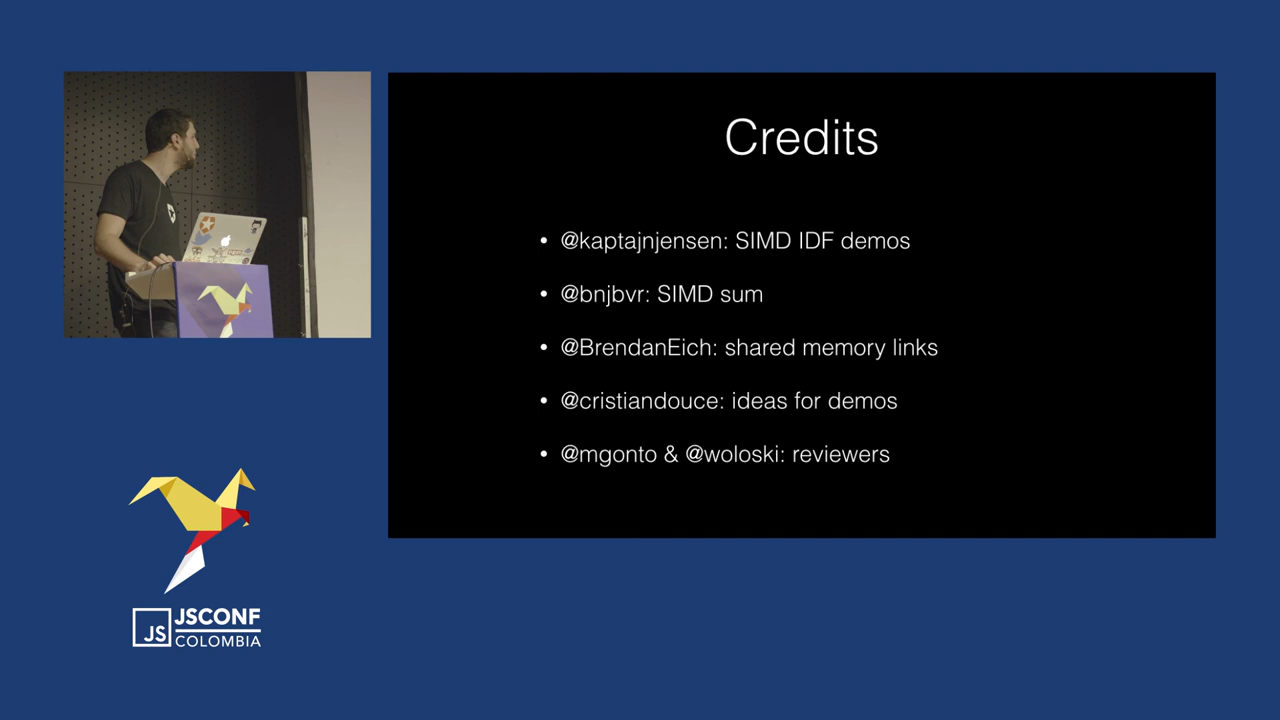 Credits
• @kaptajnjensen: SIMD IDF demos
• @bnjbvr: SIMD sum
• @BrendanEich: shared memory links
• @cristiandouce: ideas for demos
• @mgonto & @woloski: reviewers
JS
JSCONF
COLOMBIA